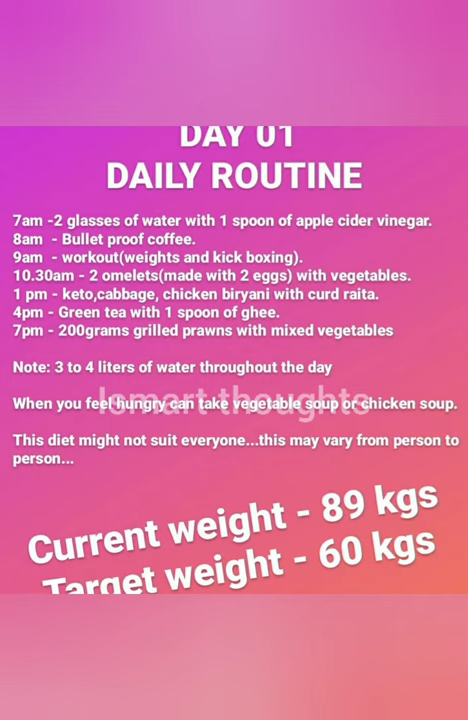 DAY 01
DAILY ROUTINE
7am -2 glasses of water with 1 spoon of apple cider vinegar.
8am - Bullet proof coffee.
9am - workout(weights and kick boxing).
10.30am - 2 omelets(made with 2 eggs) with vegetables.
1 pm - keto,cabbage, chicken biryani with curd raita.
4pm - Green tea with 1 spoon of ghee.
7pm - 200grams grilled prawns with mixed vegetables
Note: 3 to 4 liters of water throughout the day
Ismart thoughts
When you feel hungry can take vegetable soup or chicken soup.
This diet might not suit everyone...this may vary from person to
person...
Current weight - 89 kgs
Target weight - 60 kgs